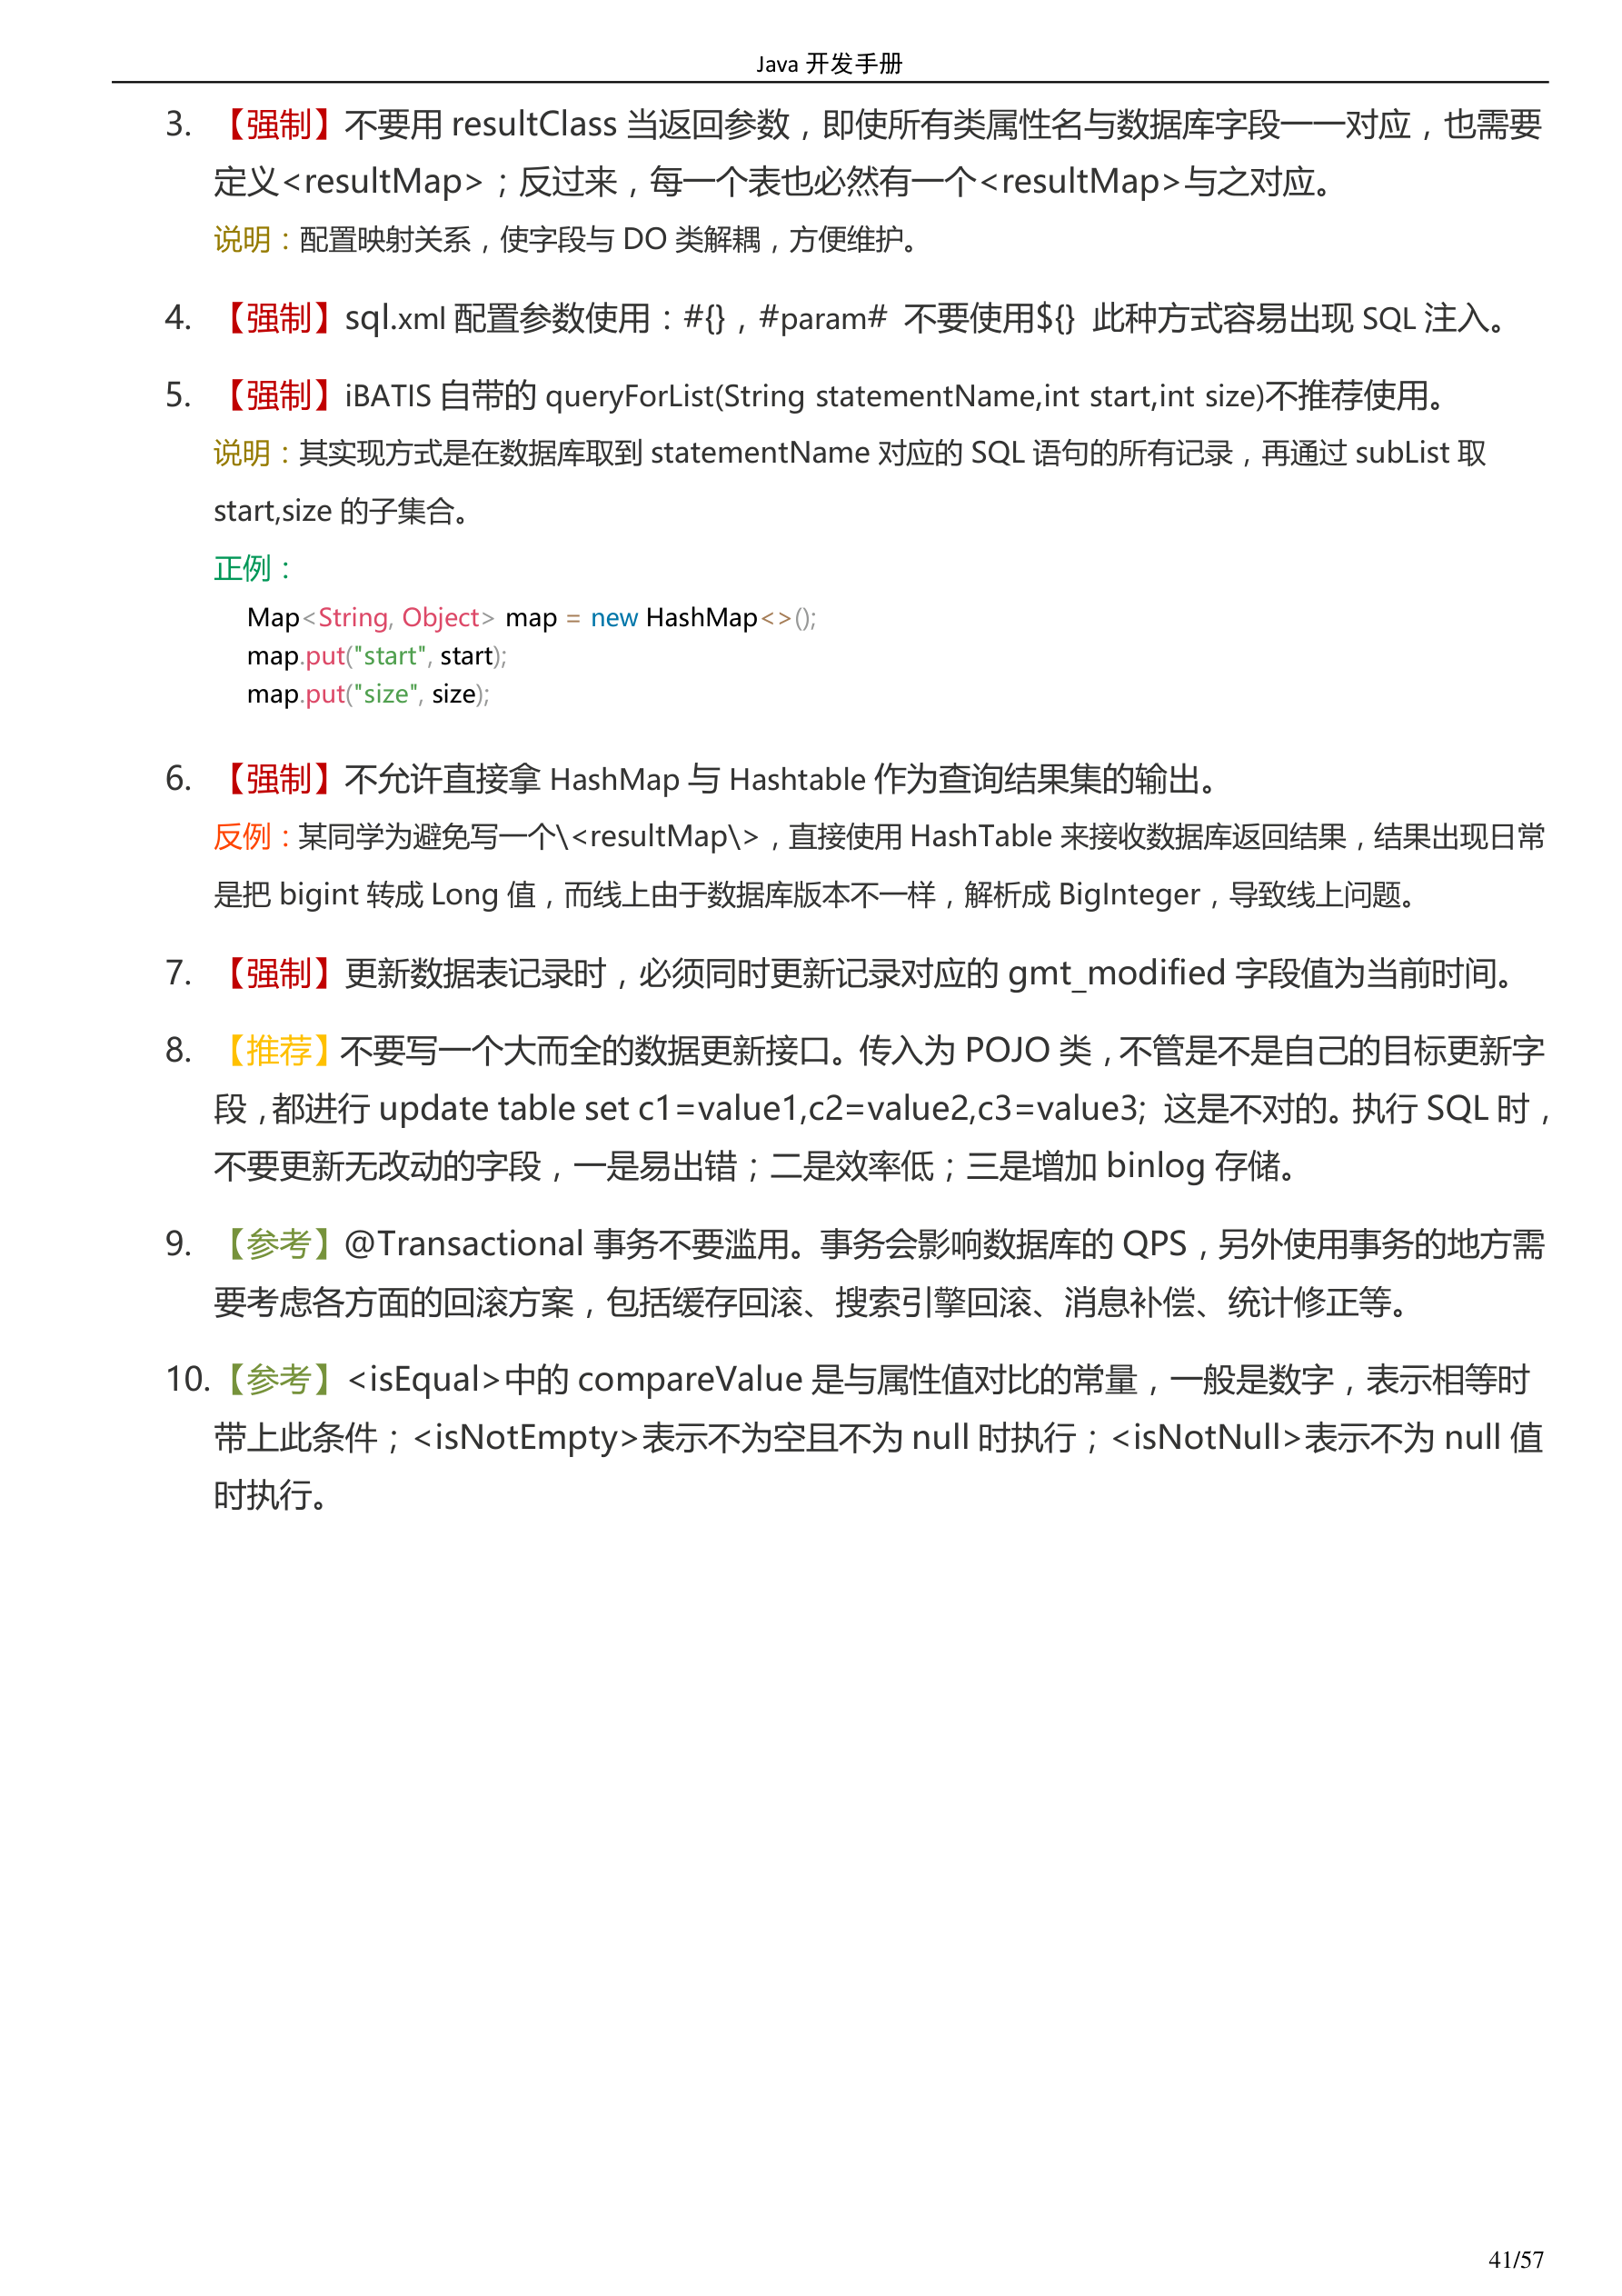 Java 开发手册
3. 【强制】不要用 resultClass 当返回参数，即使所有类属性名与数据库字段一一对应，也需要
定义<resultMap>；反过来，每一个表也必然有一个<resultMap>与之对应。
说明：配置映射关系，使字段与 DO 类解耦，方便维护。
4. 【强制】sql.xml 配置参数使用：#{}，#param# 不要使用${} 此种方式容易出现 SQL 注入。
5. 【强制】iBATIS 自带的 queryForList(String statementName,int start,int size)不推荐使用。
说明：其实现方式是在数据库取到 statementName 对应的 SQL 语句的所有记录，再通过 subList 取
start,size 的子集合。
正例：
Map<String, Object> map = new HashMap<>();
map.put("start", start);
map.put("size", size);
6. 【强制】不允许直接拿 HashMap 与 Hashtable 作为查询结果集的输出。
反例：某同学为避免写一个\<resultMap\>，直接使用 HashTable 来接收数据库返回结果，结果出现日常
是把 bigint 转成 Long 值，而线上由于数据库版本不一样，解析成 BigInteger，导致线上问题。
7. 【强制】更新数据表记录时，必须同时更新记录对应的 gmt_modified 字段值为当前时间。
8. 【推荐】不要写一个大而全的数据更新接口。传入为 POJO 类，不管是不是自己的目标更新字
段，都进行 update table set c1=value1,c2=value2,c3=value3; 这是不对的。执行 SQL 时，
不要更新无改动的字段，一是易出错；二是效率低；三是增加 binlog 存储。
9. 【参考】@Transactional 事务不要滥用。事务会影响数据库的 QPS，另外使用事务的地方需
要考虑各方面的回滚方案，包括缓存回滚、搜索引擎回滚、消息补偿、统计修正等。
10.【参考】<isEqual>中的 compareValue 是与属性值对比的常量，一般是数字，表示相等时
带上此条件；<isNotEmpty>表示不为空且不为 null 时执行；<isNotNull>表示不为 null 值
时执行。
41/57